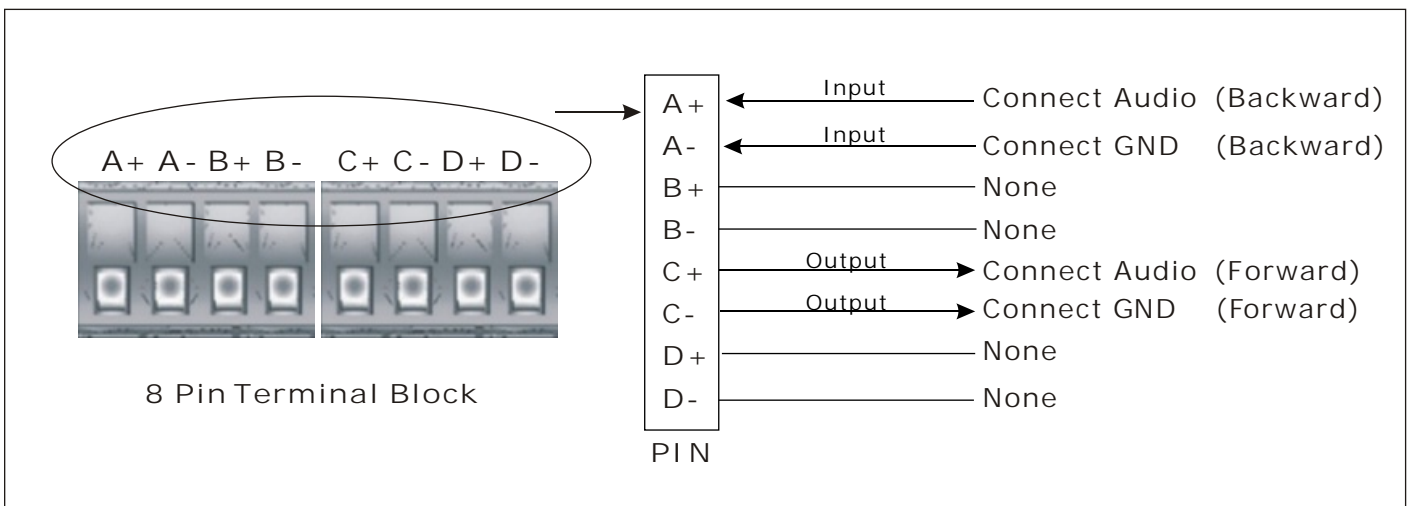 A+ A- B+ B- C+ C- D+ D-
8 Pin Terminal Block
A+ Input Connect Audio (Backward)
A- Input Connect GND (Backward)
B+ None
B- None
C+ Output Connect Audio (Forward)
C- Output Connect GND (Forward)
D+ None
D- None
PIN